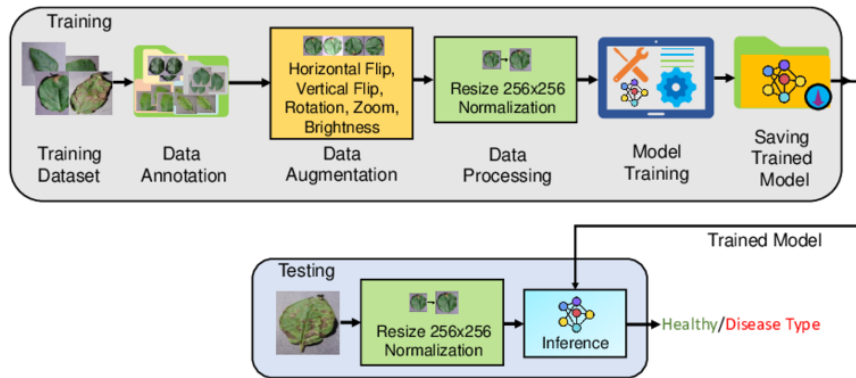 Training
Horizontal Flip,
Vertical Flip,
Rotation, Zoom,
Brightness
Resize 256x256
Normalization
Training
Dataset
Data
Annotation
Data
Augmentation
Data
Processing
Model
Training
Saving
Trained
Model
Trained Model
Testing
Resize 256x256
Normalization
Inference
Healthy/Disease Type